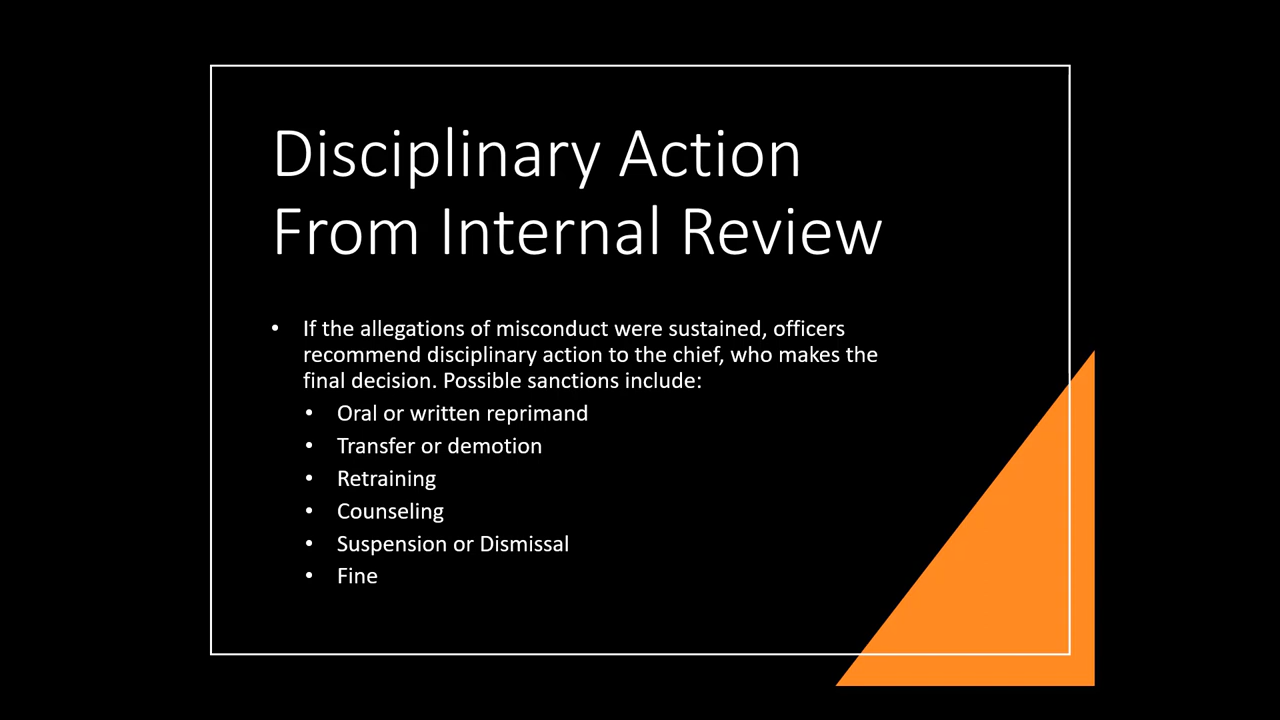 Disciplinary Action
From Internal Review
• If the allegations of misconduct were sustained, officers
recommend disciplinary action to the chief, who makes the
final decision. Possible sanctions include:
• Oral or written reprimand
• Transfer or demotion
• Retraining
• Counseling
• Suspension or Dismissal
• Fine